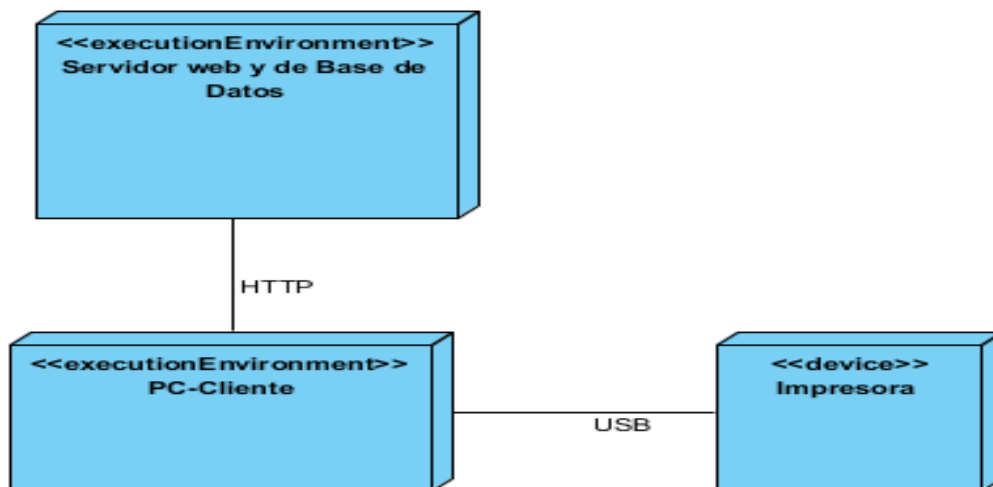 <<executionEnvironment>>
Servidor web y de Base de
Datos
HTTP
<<executionEnvironment>>
PC-Cliente
USB
<<device>>
Impresora